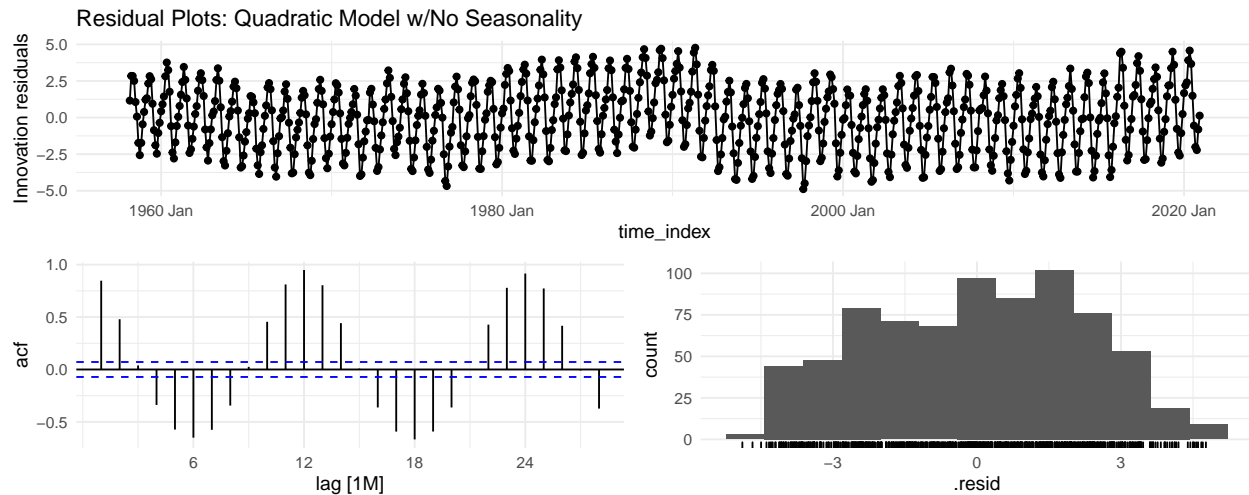 Residual Plots: Quadratic Model w/No Seasonality
Innovation residuals
5.0
2.5
0.0
−2.5
−5.0
1960 Jan
1980 Jan
2000 Jan
2020 Jan
time_index
acf
1.0
0.5
0.0
−0.5
6
12
18
24
lag [1M]
count
100
75
50
25
0
−3
0
3
.resid